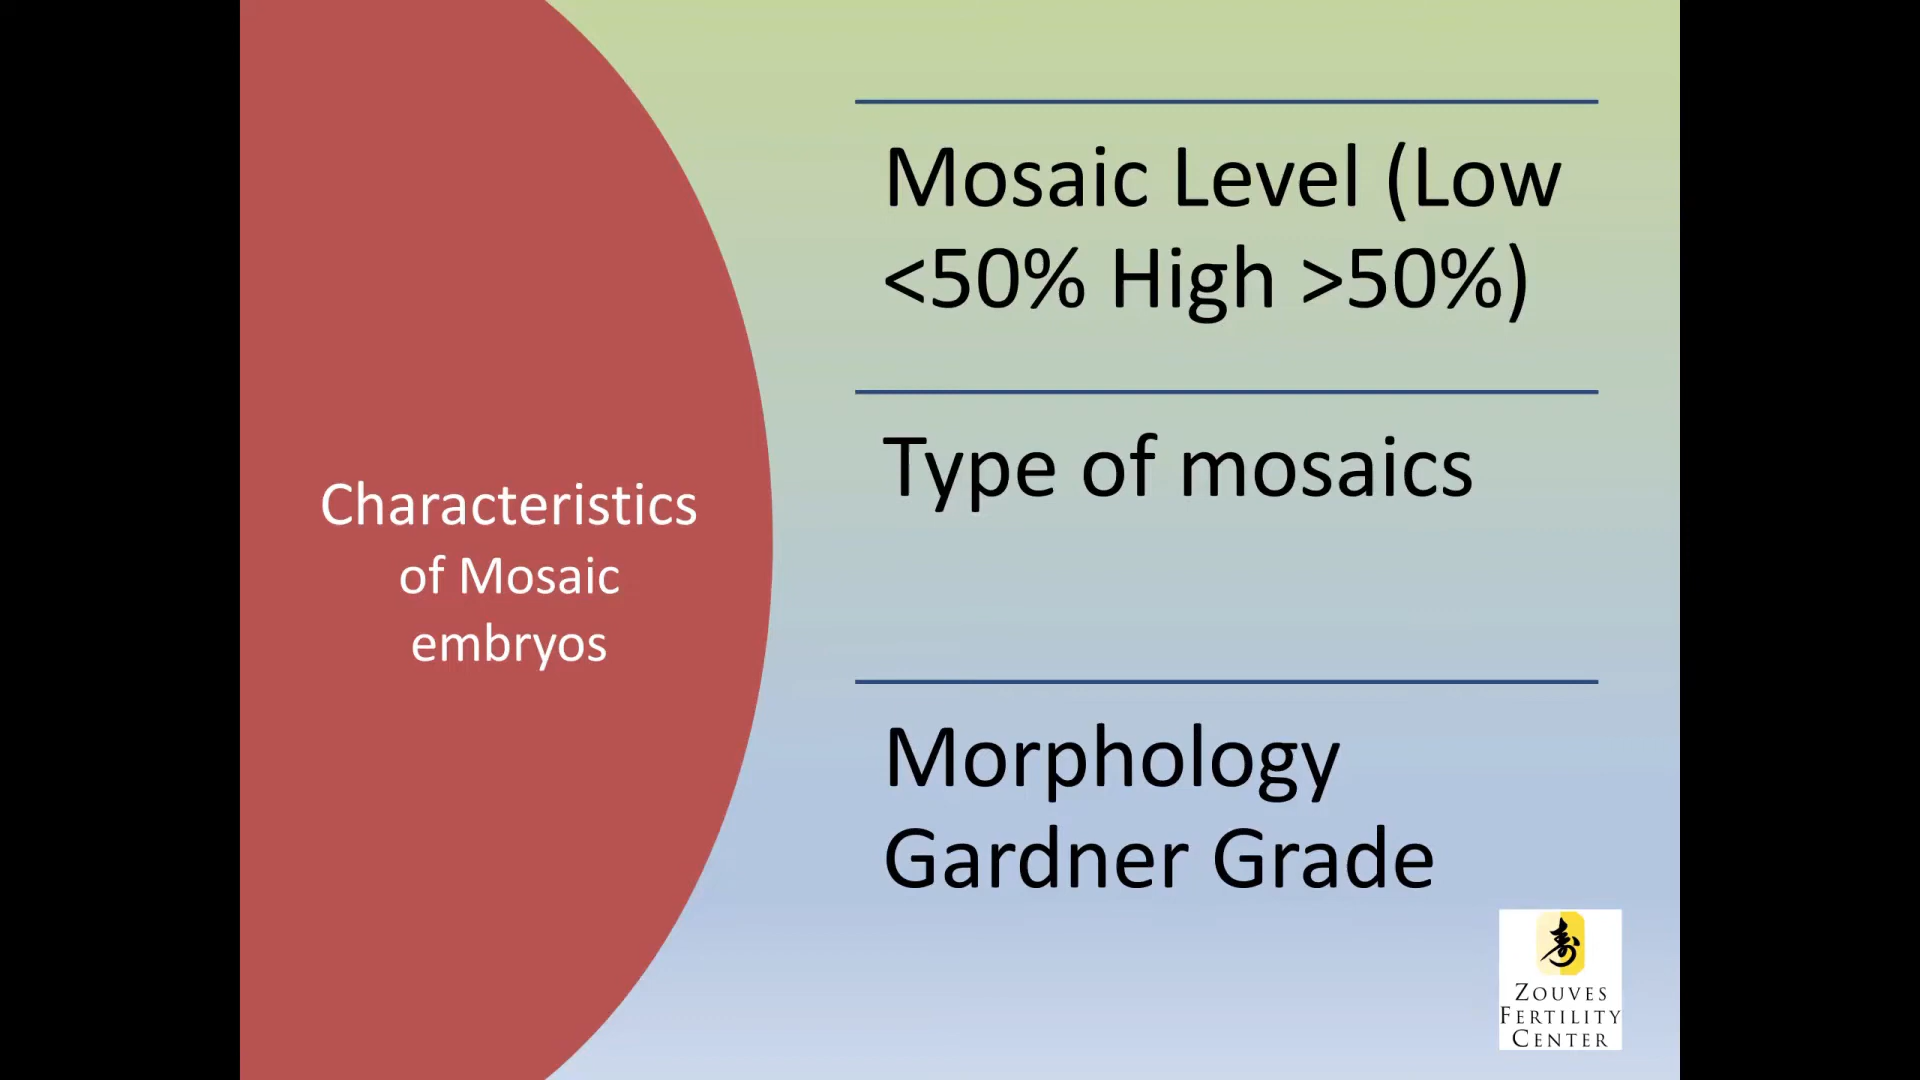 Characteristics
of Mosaic
embryos
Mosaic Level (Low
<50% High >50%)
Type of mosaics
Morphology
Gardner Grade
寿
ZOUVES
FERTILITY
CENTER